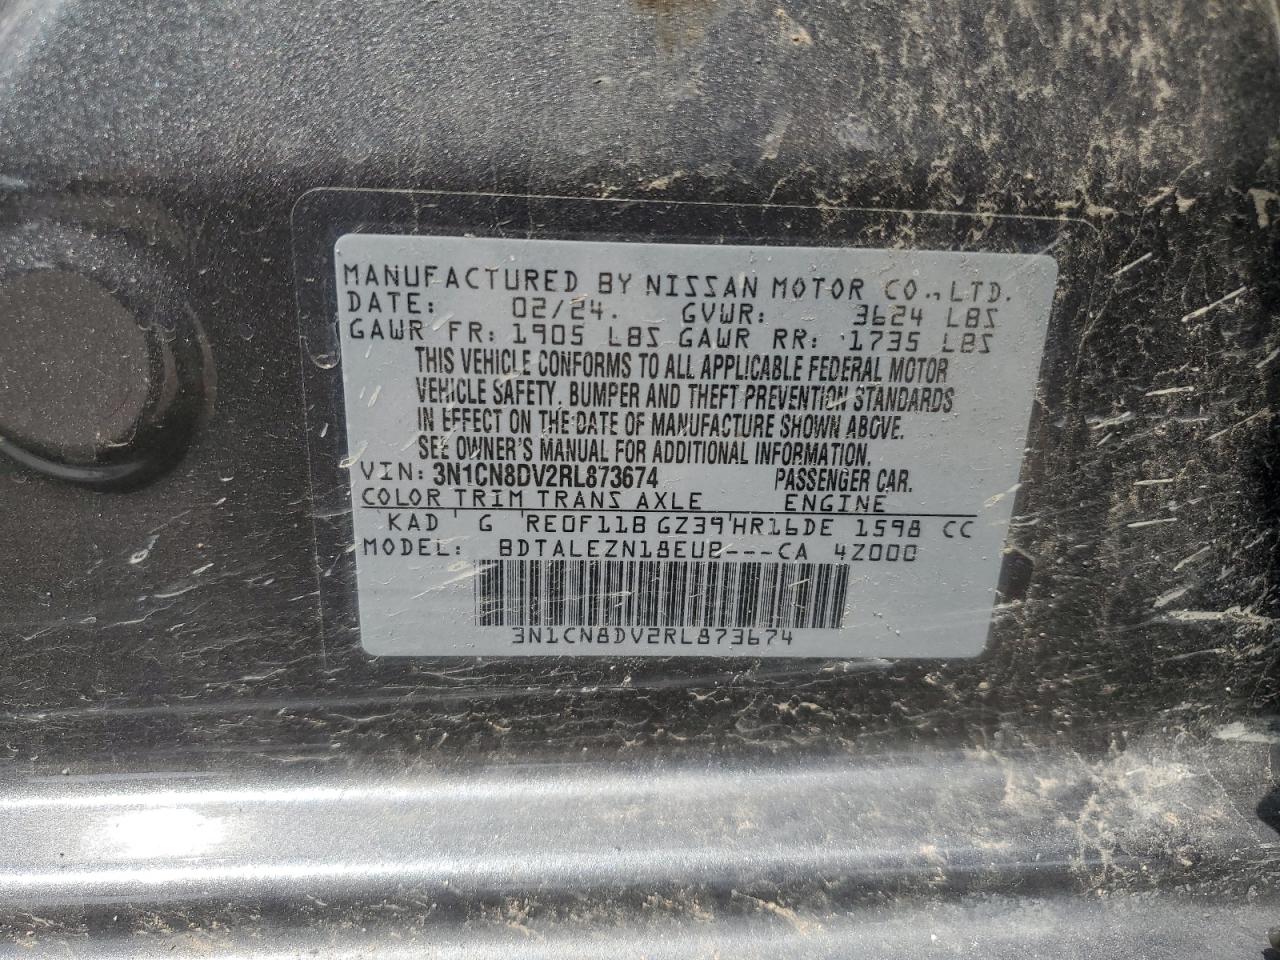 MANUFACTURED BY NISSAN MOTOR CO., LTD.
DATE: 02/24. GVWR: 3624 LBS
GAWR FR: 1905 LBS GAWR RR: 1735 LBS
THIS VEHICLE CONFORMS TO ALL APPLICABLE FEDERAL MOTOR
VEHICLE SAFETY, BUMPER AND THEFT PREVENTION STANDARDS
IN EFFECT ON THE DATE OF MANUFACTURE SHOWN ABOVE.
SEE OWNER'S MANUAL FOR ADDITIONAL INFORMATION.
VIN: 3N1CN8DV2RL873674 PASSENGER CAR.
COLOR TRIM TRANS AXLE ENGINE
KAD G RE0F11B GZ39 HR16DE 1598 CC
MODEL: BDTALEZN18EUB---CA 4Z000
3N1CN8DV2RL873674